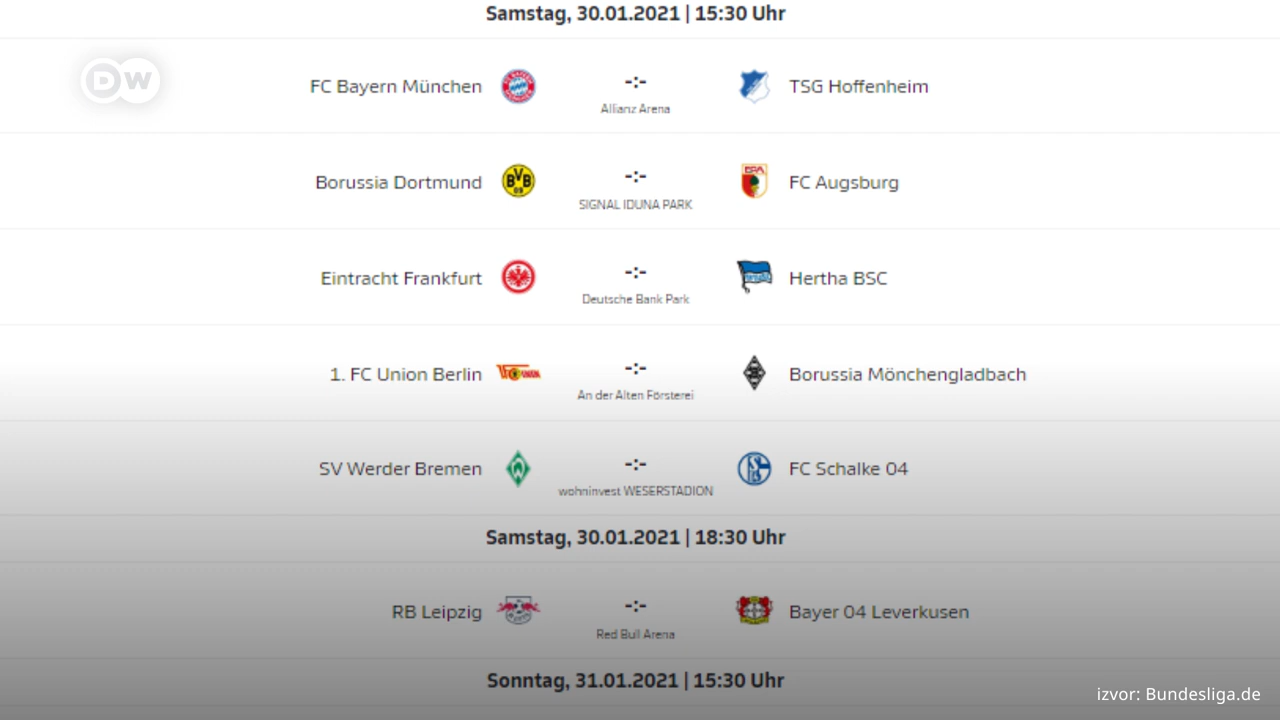 Samstag, 30.01.2021 | 15:30 Uhr
DW
FC Bayern München -:- TSG Hoffenheim
Allianz Arena
Borussia Dortmund BVB 09 -:- FC Augsburg
SIGNAL IDUNA PARK
Eintracht Frankfurt -:- Hertha BSC
Deutsche Bank Park
1. FC Union Berlin -:- Borussia Mönchengladbach
An der Alten Försterei
SV Werder Bremen -:- FC Schalke 04
wohninvest WESERSTADION
Samstag, 30.01.2021 | 18:30 Uhr
RB Leipzig -:- Bayer 04 Leverkusen
Red Bull Arena
Sonntag, 31.01.2021 | 15:30 Uhr
izvor: Bundesliga.de